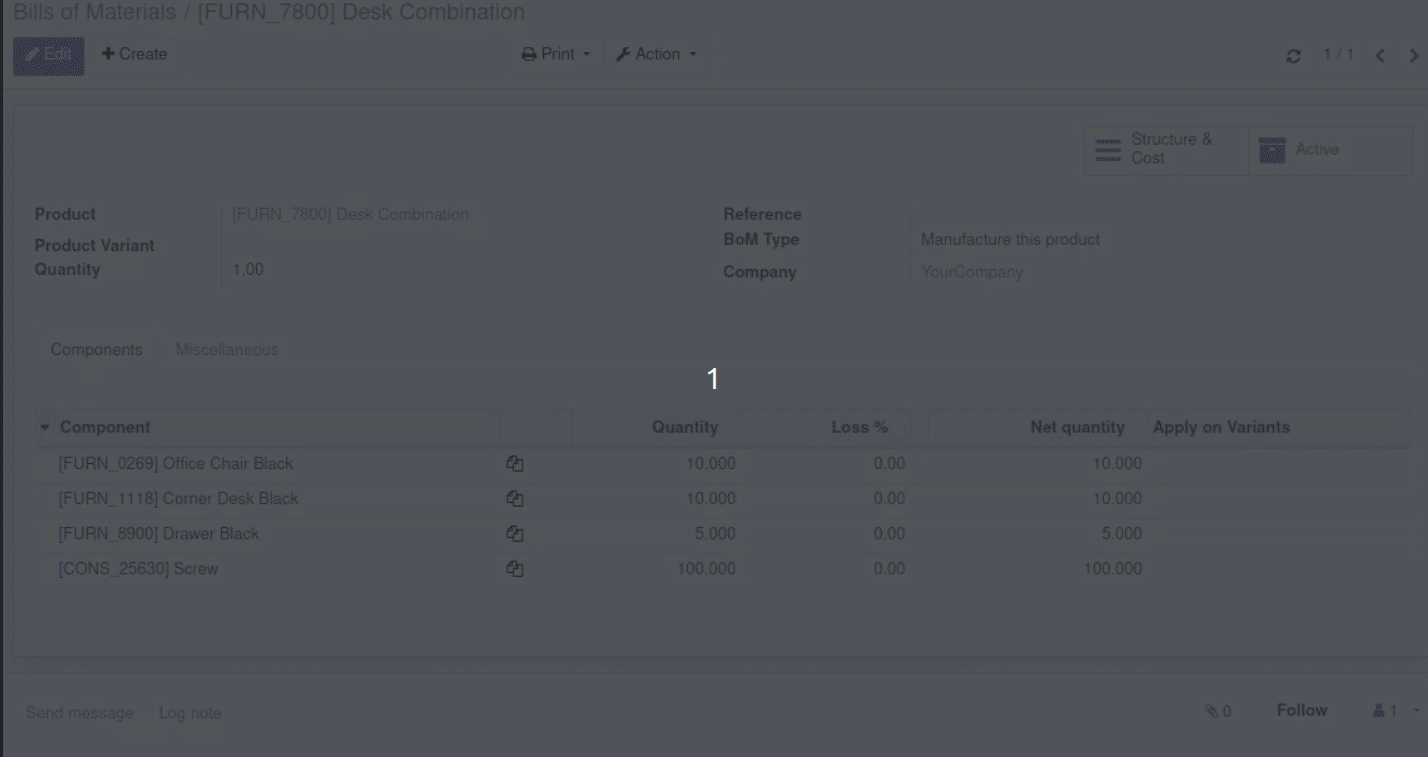 Bills of Materials / [FURN_7800] Desk Combination
Edit Create Print Action 1 / 1
Structure & Cost Active
Product [FURN_7800] Desk Combination Reference
Product Variant BoM Type Manufacture this product
Quantity 1.00 Company YourCompany
Components Miscellaneous
1
Component Quantity Loss % Net quantity Apply on Variants
[FURN_0269] Office Chair Black 10.000 0.00 10.000
[FURN_1118] Corner Desk Black 10.000 0.00 10.000
[FURN_8900] Drawer Black 5.000 0.00 5.000
[CONS_25630] Screw 100.000 0.00 100.000
Send message Log note 0 Follow 1